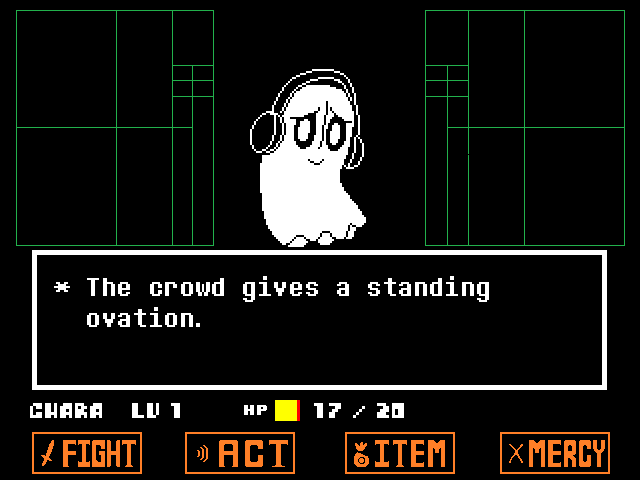 * The crowd gives a standing
ovation.
CHARA LV 1 HP 17 / 20
FIGHT ACT ITEM MERCY